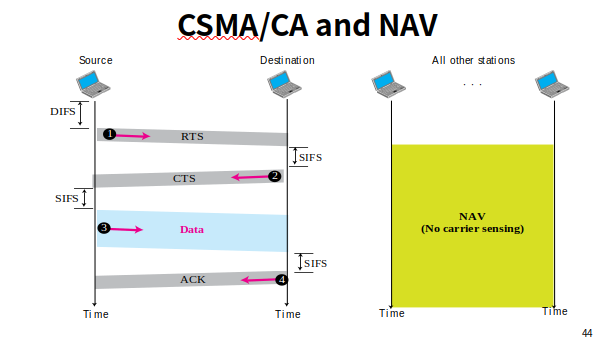 CSMA/CA and NAV
Source
Destination
All other stations
. . .
DIFS
1
RTS
SIFS
CTS
2
SIFS
3
Data
NAV
(No carrier sensing)
SIFS
ACK
4
Time
Time
Time
Time
44